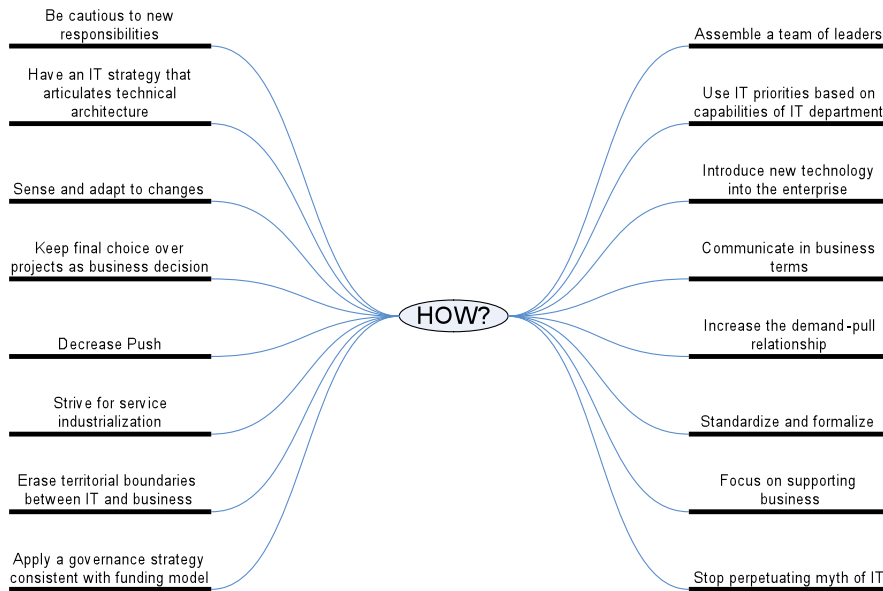 Be cautious to new
responsibilities
Have an IT strategy that
articulates technical
architecture
Sense and adapt to changes
Keep final choice over
projects as business decision
Decrease Push
Strive for service
industrialization
Erase territorial boundaries
between IT and business
Apply a governance strategy
consistent with funding model
HOW?
Assemble a team of leaders
Use IT priorities based on
capabilities of IT department
Introduce new technology
into the enterprise
Communicate in business
terms
Increase the demand-pull
relationship
Standardize and formalize
Focus on supporting
business
Stop perpetuating myth of IT